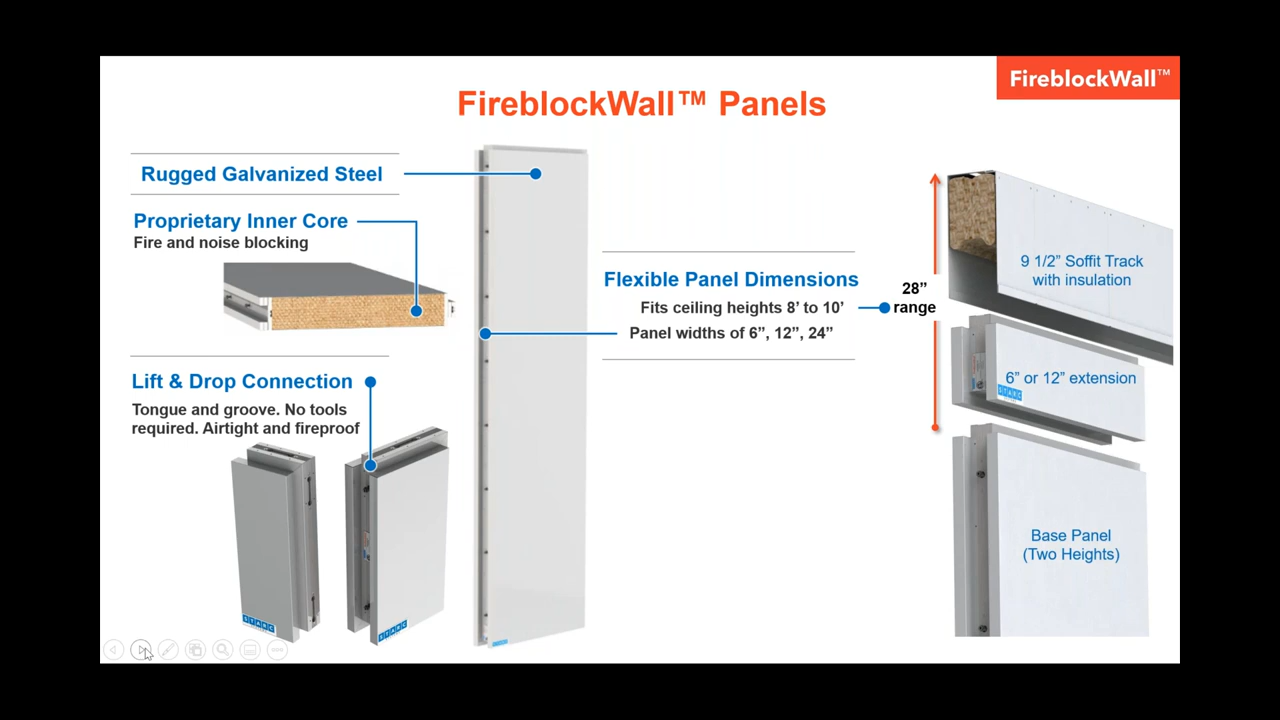 FireblockWall™
FireblockWall™ Panels
Rugged Galvanized Steel
Proprietary Inner Core
Fire and noise blocking
Lift & Drop Connection
Tongue and groove. No tools
required. Airtight and fireproof
STARC
STARC
Flexible Panel Dimensions
Fits ceiling heights 8’ to 10’
Panel widths of 6”, 12”, 24”
28”
range
9 1/2” Soffit Track
with insulation
6” or 12” extension
STARC
Base Panel
(Two Heights)